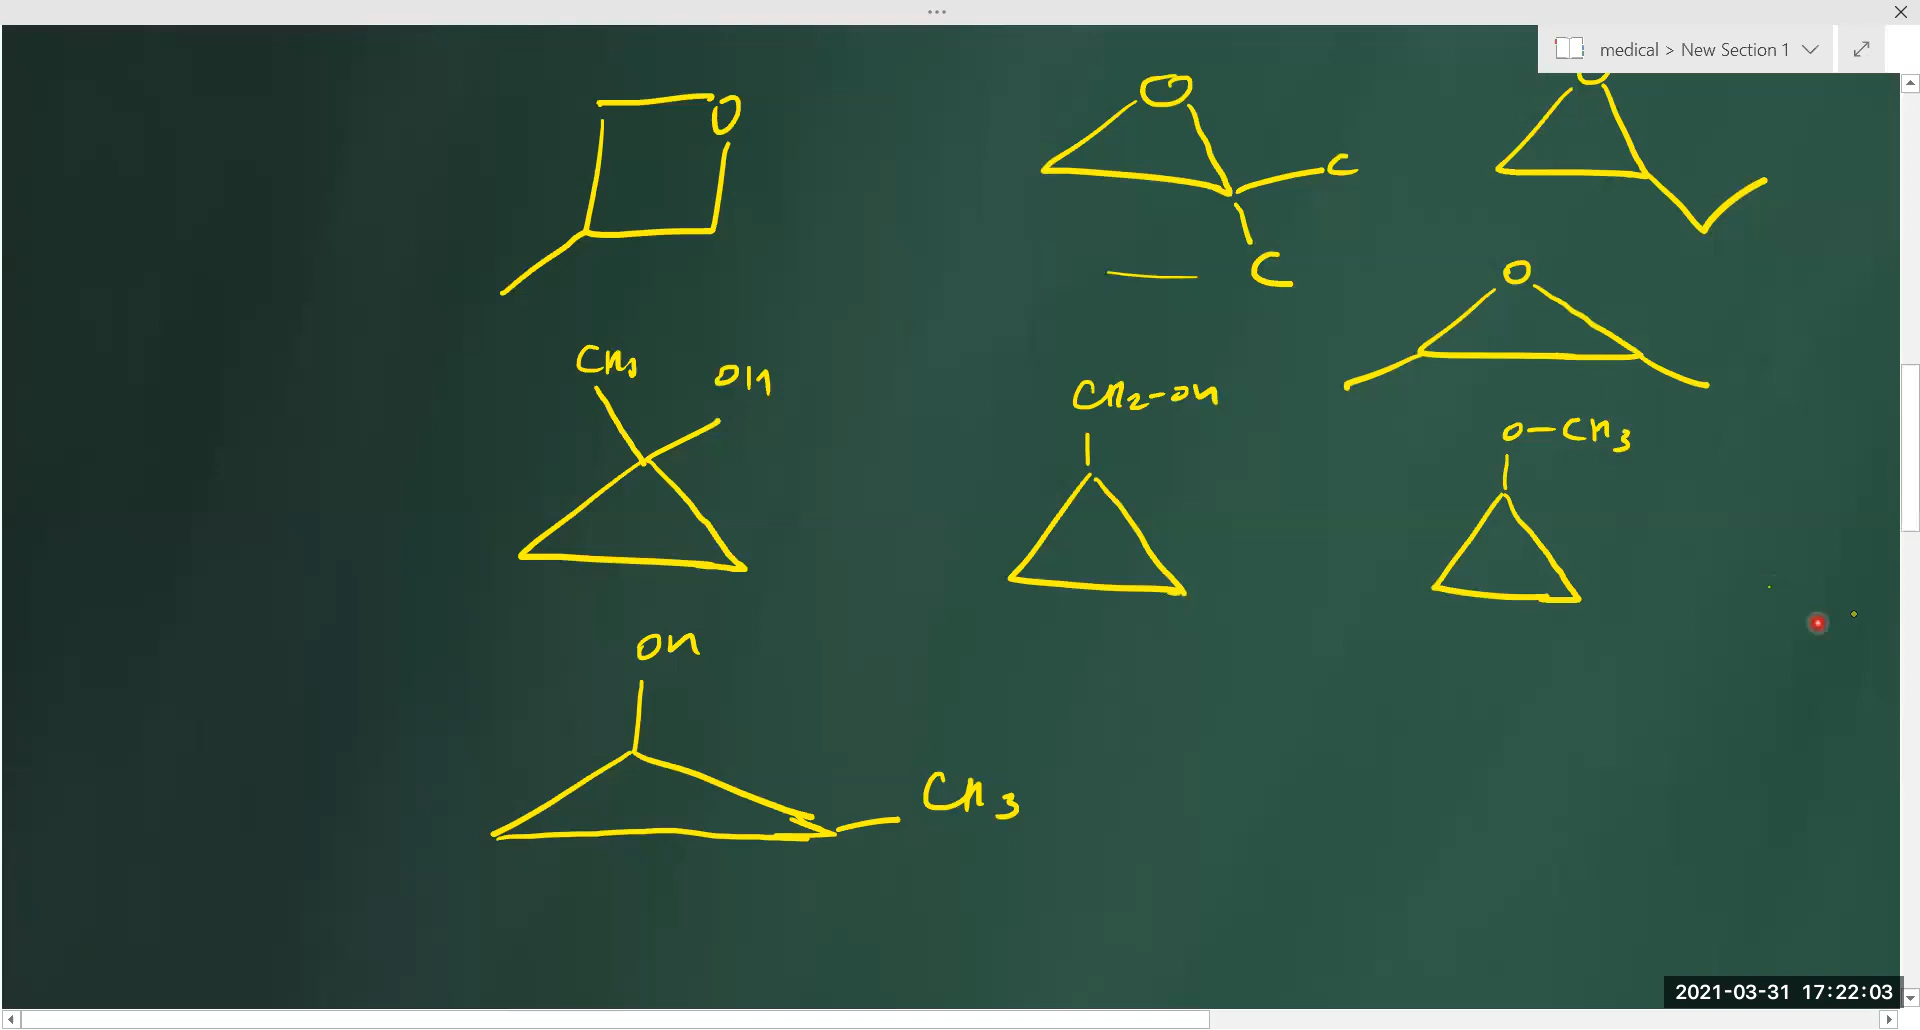 medical > New Section 1
O
O
C
C
O
CH3
OH
CH2-OH
O-CH3
OH
CH3
2021-03-31 17:22:03